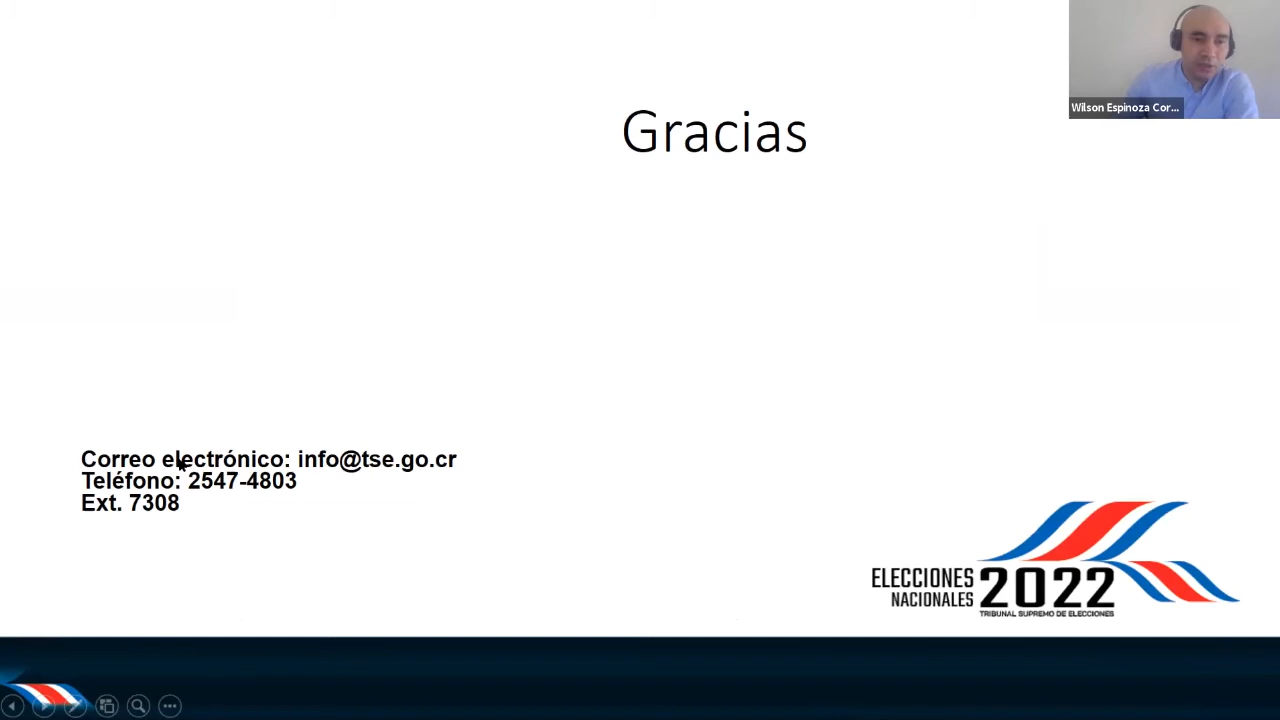 Wilson Espinoza Cor...
Gracias
Correo electrónico: info@tse.go.cr
Teléfono: 2547-4803
Ext. 7308
ELECCIONES
NACIONALES
2022
TRIBUNAL SUPREMO DE ELECCIONES